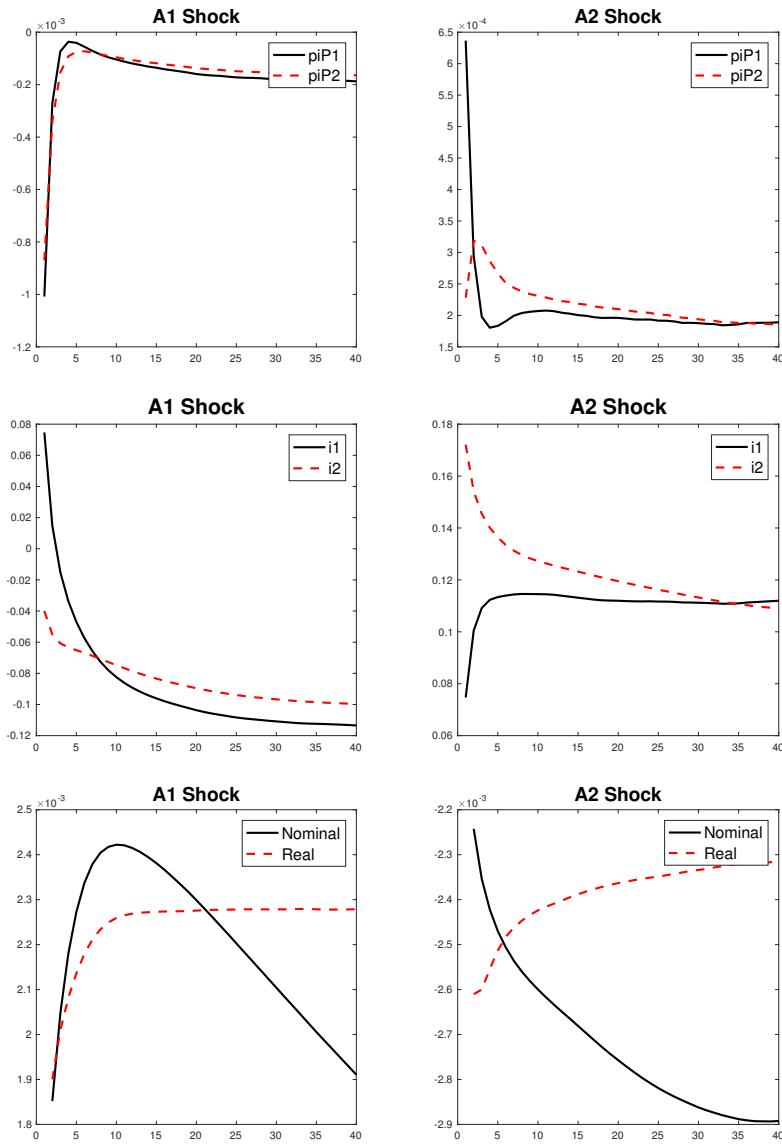 A1 Shock
×10⁻³
0
-0.2
-0.4
-0.6
-0.8
-1
-1.2
0 5 10 15 20 25 30 35 40
piP1
piP2
A2 Shock
×10⁻⁴
6.5
6
5.5
5
4.5
4
3.5
3
2.5
2
1.5
0 5 10 15 20 25 30 35 40
piP1
piP2
A1 Shock
0.08
0.06
0.04
0.02
0
-0.02
-0.04
-0.06
-0.08
-0.1
-0.12
0 5 10 15 20 25 30 35 40
i1
i2
A2 Shock
0.18
0.16
0.14
0.12
0.1
0.08
0.06
0 5 10 15 20 25 30 35 40
i1
i2
A1 Shock
×10⁻³
2.5
2.4
2.3
2.2
2.1
2
1.9
1.8
0 5 10 15 20 25 30 35 40
Nominal
Real
A2 Shock
×10⁻³
-2.2
-2.3
-2.4
-2.5
-2.6
-2.7
-2.8
-2.9
0 5 10 15 20 25 30 35 40
Nominal
Real